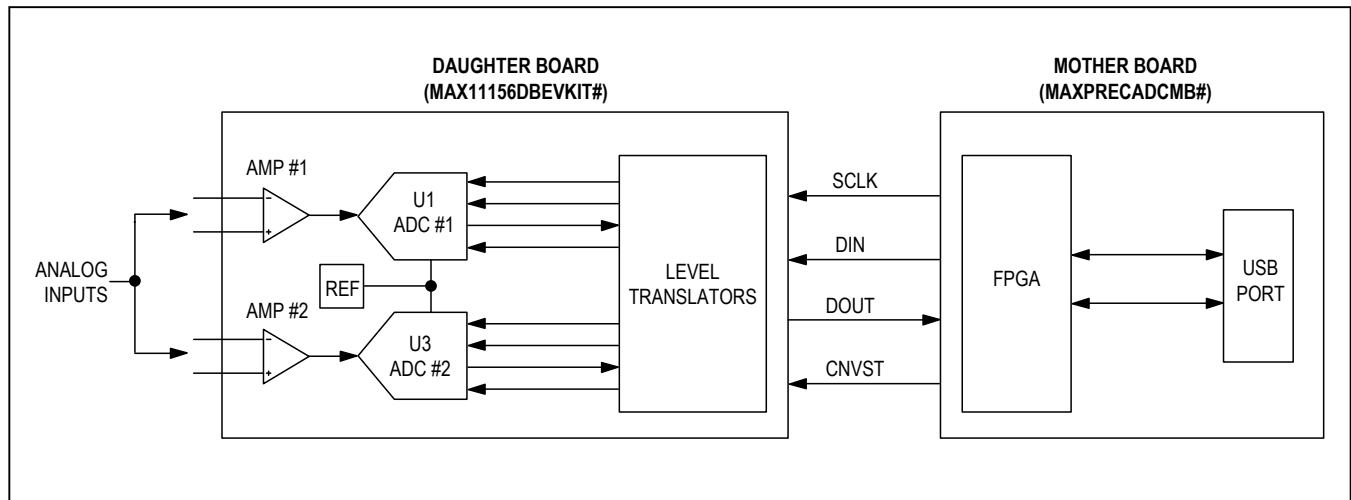 DAUGHTER BOARD
(MAX11156DBEVKIT#)
MOTHER BOARD
(MAXPRECADCMB#)
AMP #1
U1
ADC #1
ANALOG
INPUTS
REF
AMP #2
U3
ADC #2
LEVEL
TRANSLATORS
SCLK
DIN
DOUT
CNVST
FPGA
USB
PORT